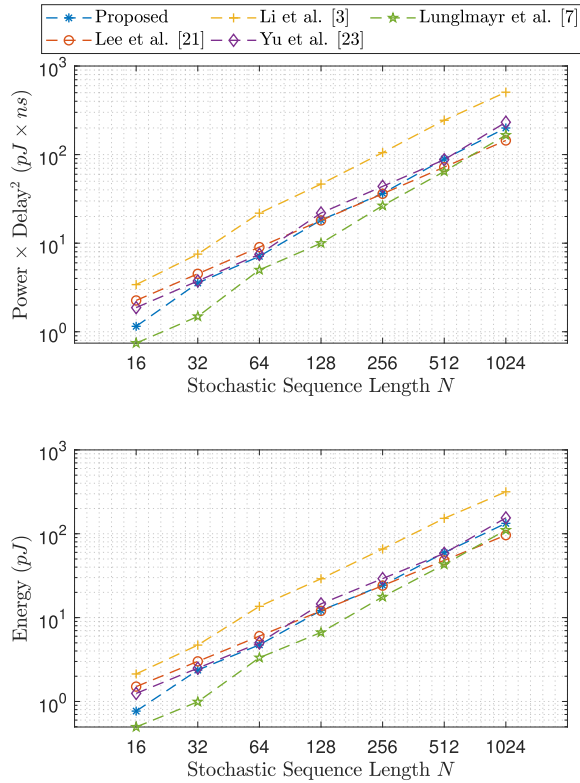 Proposed
Li et al. [3]
Lunglmayr et al. [7]
Lee et al. [21]
Yu et al. [23]
Power × Delay² (pJ × ns)
10³
10²
10¹
10⁰
16 32 64 128 256 512 1024
Stochastic Sequence Length N
Energy (pJ)
10³
10²
10¹
10⁰
16 32 64 128 256 512 1024
Stochastic Sequence Length N